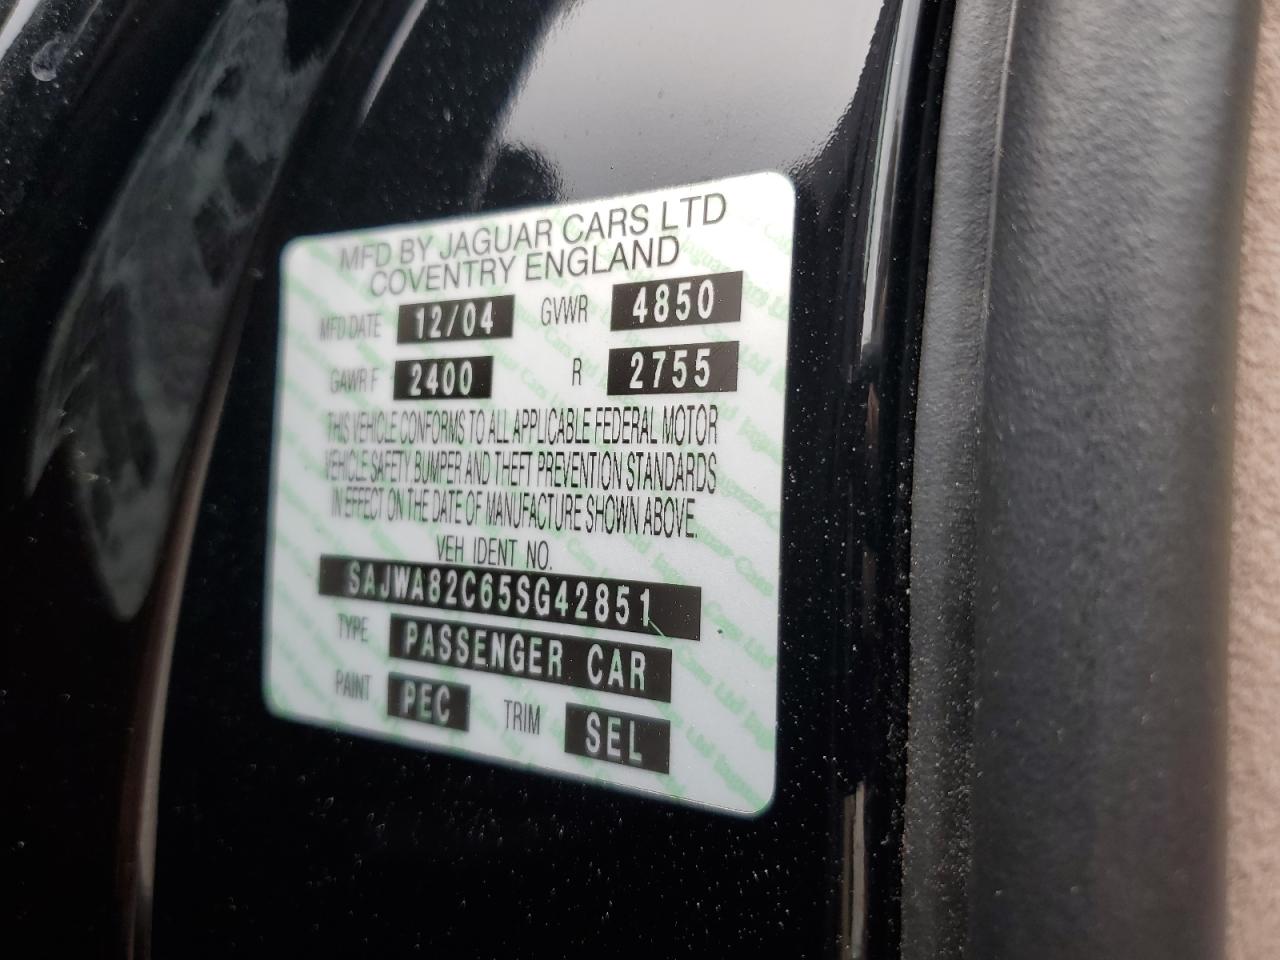 MFD BY JAGUAR CARS LTD
COVENTRY ENGLAND
MFD DATE 12/04 GVWR 4850
GAWR F 2400 R 2755
THIS VEHICLE CONFORMS TO ALL APPLICABLE FEDERAL MOTOR
VEHICLE SAFETY BUMPER AND THEFT PREVENTION STANDARDS
IN EFFECT ON THE DATE OF MANUFACTURE SHOWN ABOVE.
VEH IDENT NO.
SAJWA82C65SG42851
TYPE PASSENGER CAR
PAINT PEC TRIM SEL